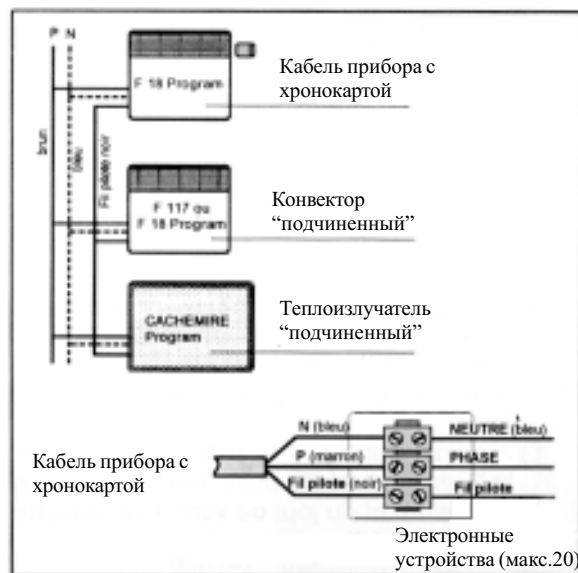 P N
F 18 Program
Кабель прибора с
хронокартой
brun
bleu
Fil pilote noir
F 117 ou
F 18 Program
Конвектор
“подчиненный”
CACHEMIRE
Program
Теплоизлучатель
“подчиненный”
N (bleu)
NEUTRE (bleu)
P (marron)
PHASE
Fil pilote (noir)
Fil pilote
Кабель прибора с
хронокартой
Электронные
устройства (макс.20)